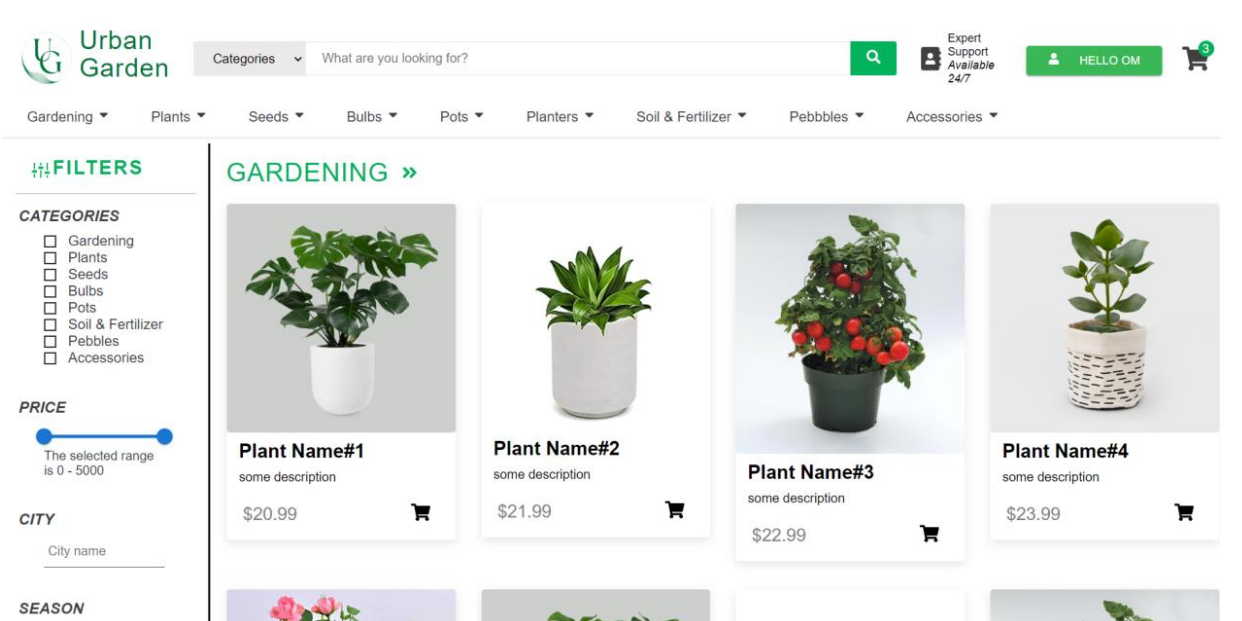 UG
Urban
Garden
Categories
What are you looking for?
Expert
Support
Available
24/7
HELLO OM
3
Gardening
Plants
Seeds
Bulbs
Pots
Planters
Soil & Fertilizer
Pebbbles
Accessories
FILTERS
CATEGORIES
Gardening
Plants
Seeds
Bulbs
Pots
Soil & Fertilizer
Pebbles
Accessories
PRICE
The selected range
is 0 - 5000
CITY
City name
SEASON
GARDENING »
Plant Name#1
some description
$20.99
Plant Name#2
some description
$21.99
Plant Name#3
some description
$22.99
Plant Name#4
some description
$23.99